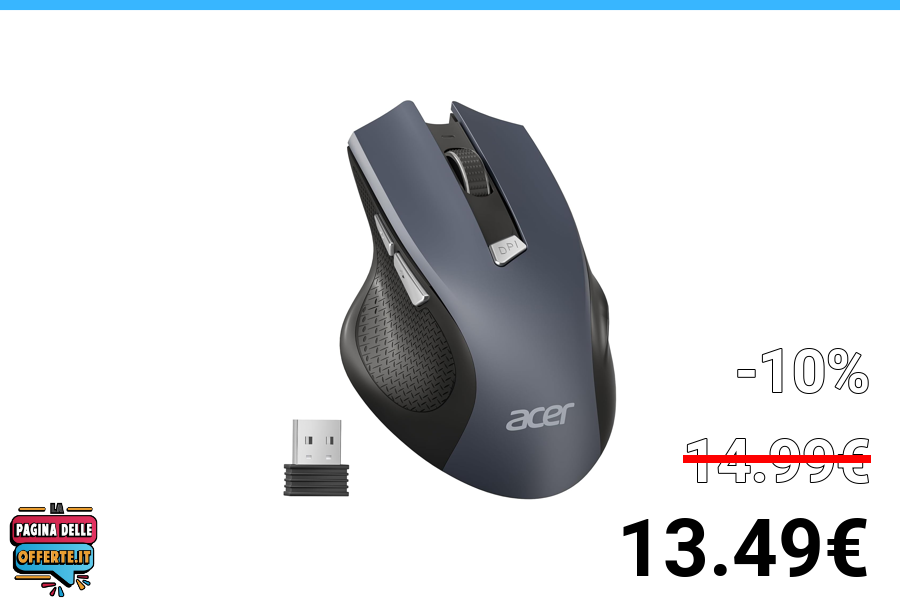 DPI
acer
-10%
14.99€
13.49€
LA
PAGINA DELLE
OFFERTE.IT